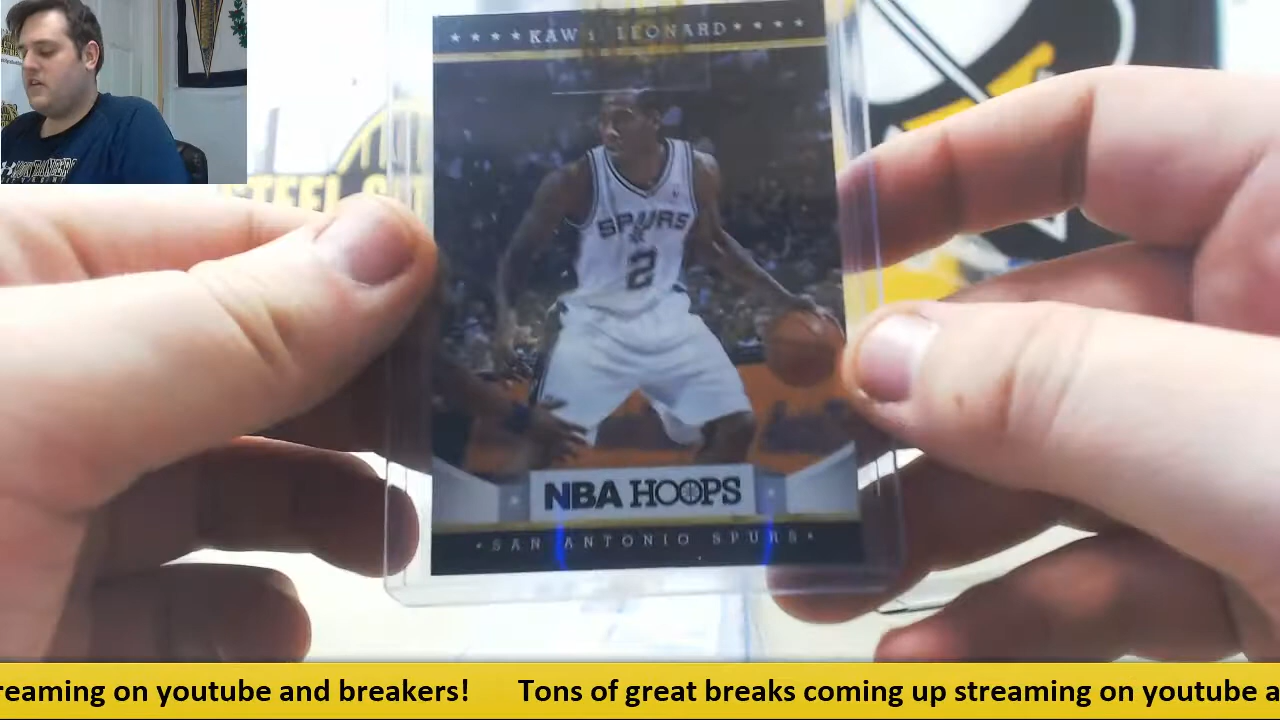 KAWHI LEONARD
SPURS
2
NBA HOOPS
SAN ANTONIO SPURS
reaming on youtube and breakers! Tons of great breaks coming up streaming on youtube a